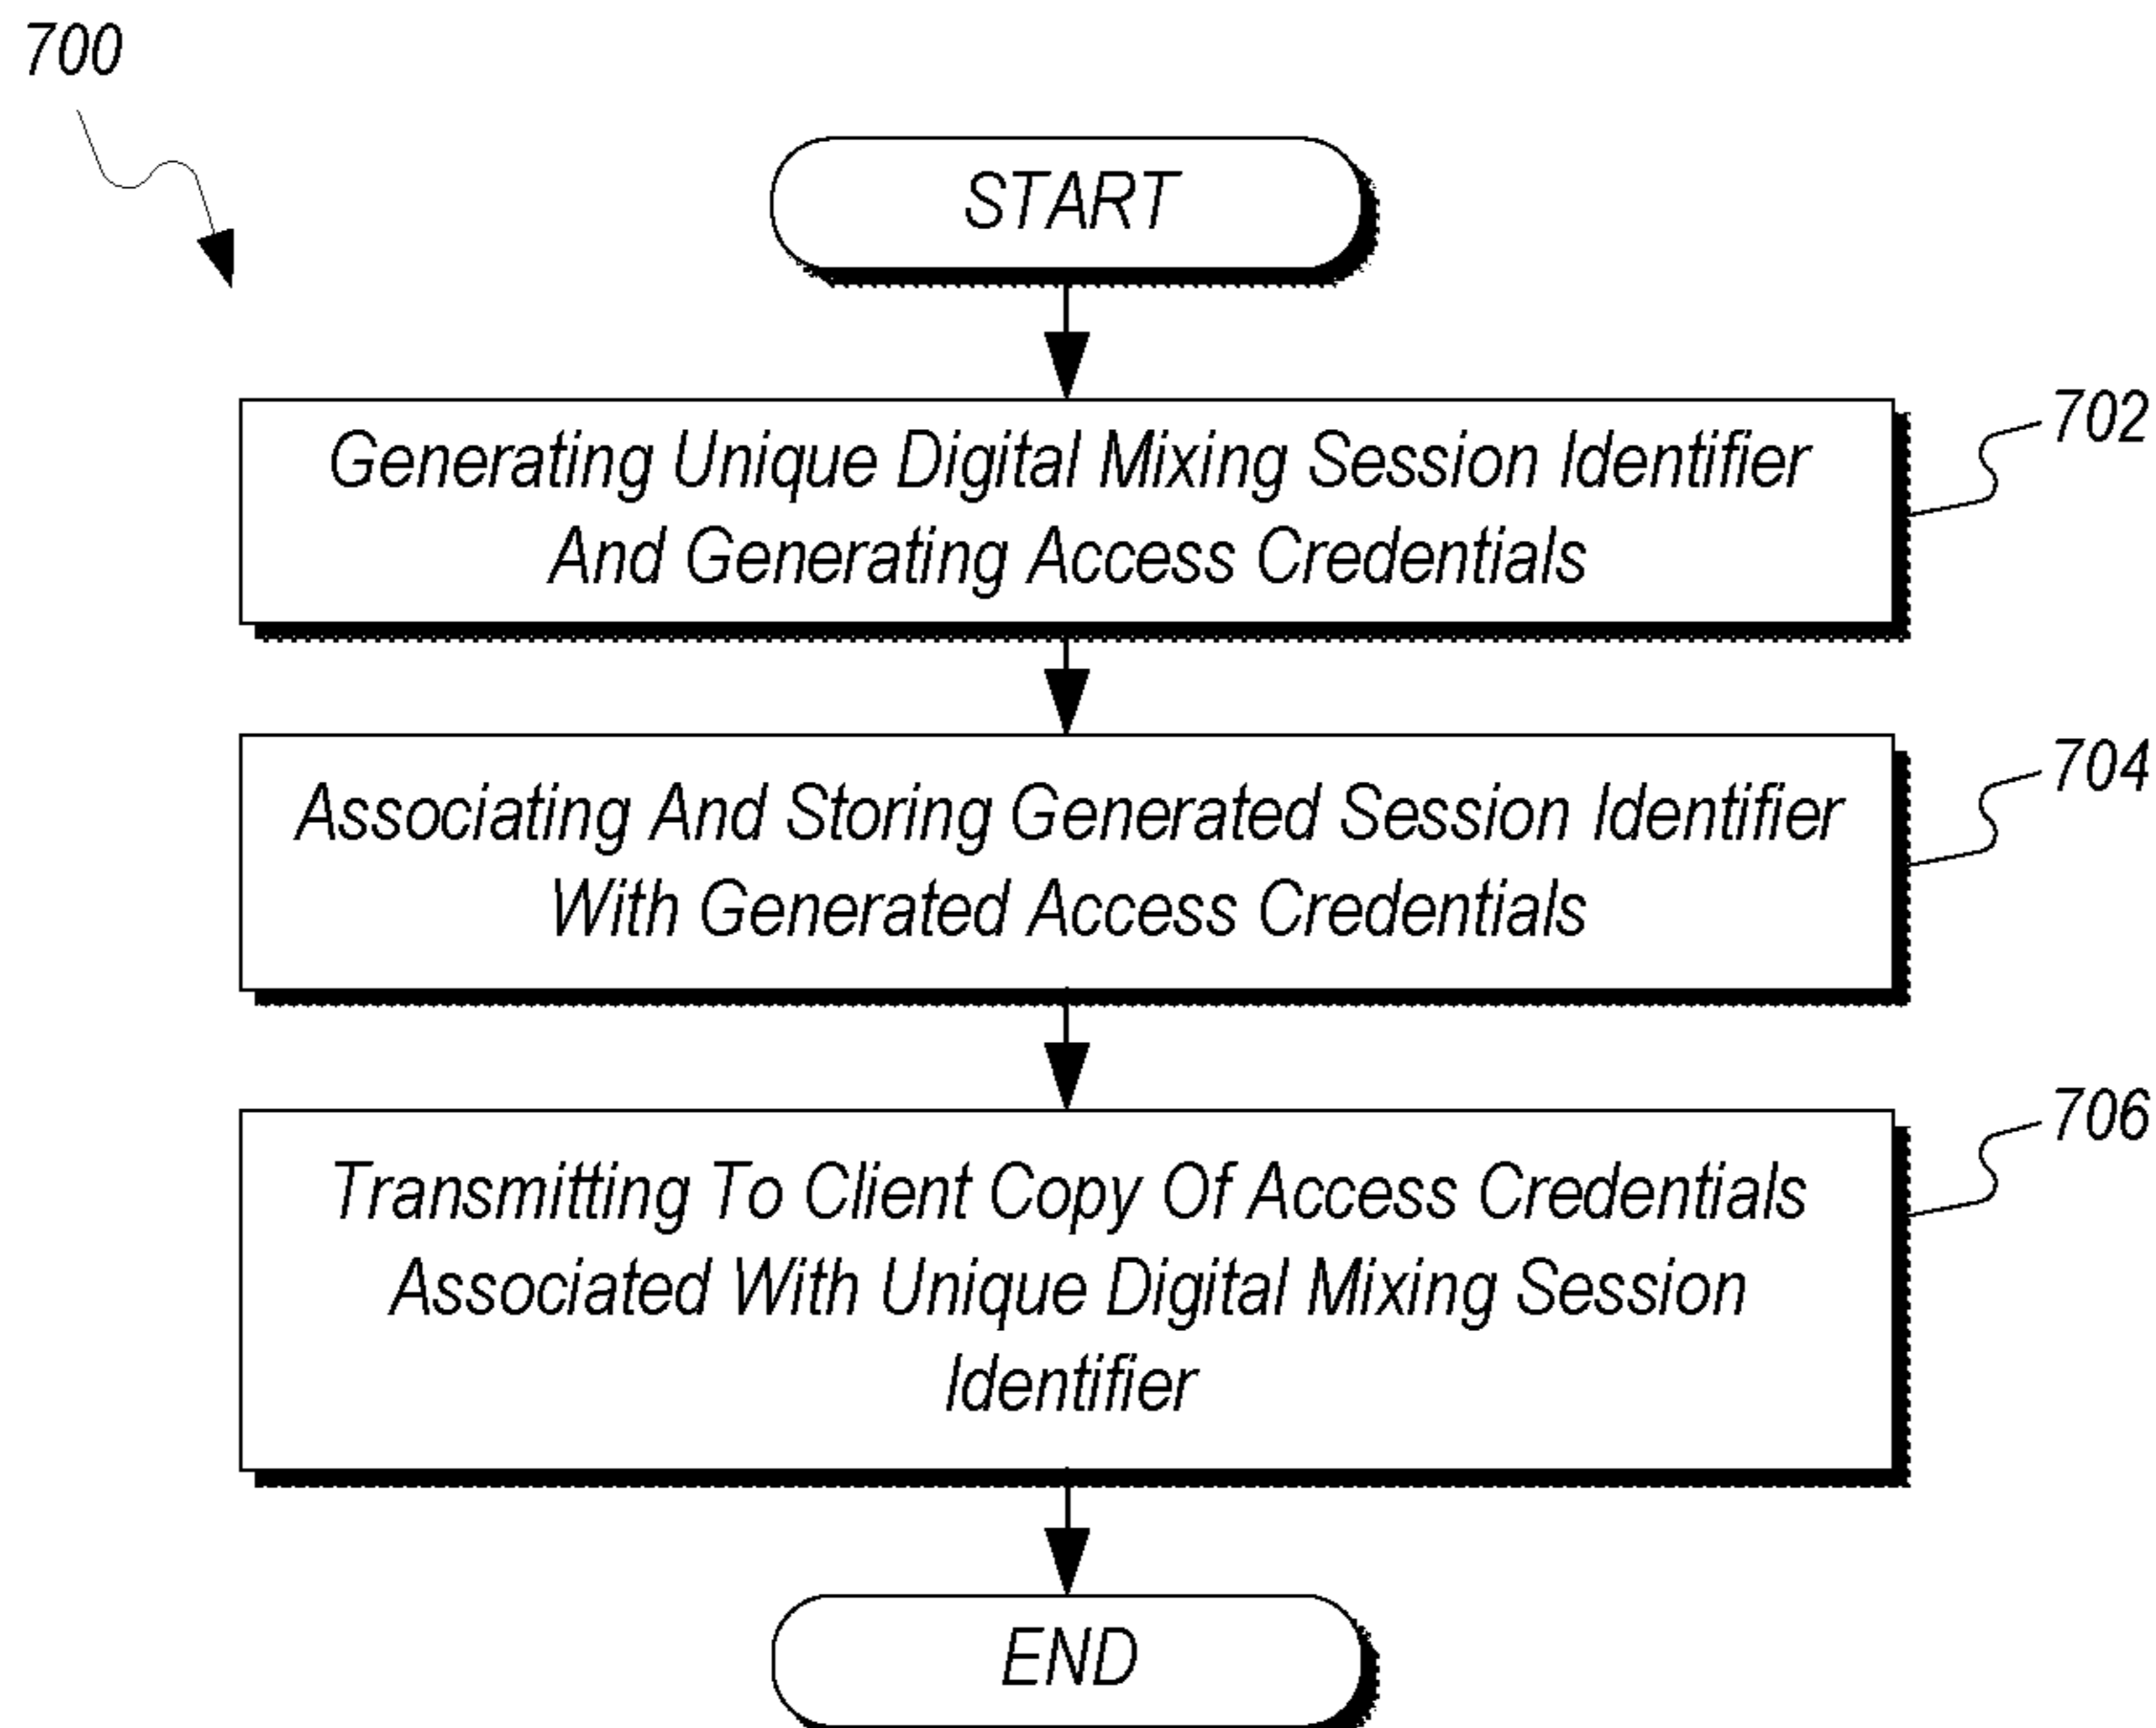 700
START
Generating Unique Digital Mixing Session Identifier
And Generating Access Credentials
702
Associating And Storing Generated Session Identifier
With Generated Access Credentials
704
Transmitting To Client Copy Of Access Credentials
Associated With Unique Digital Mixing Session
Identifier
706
END